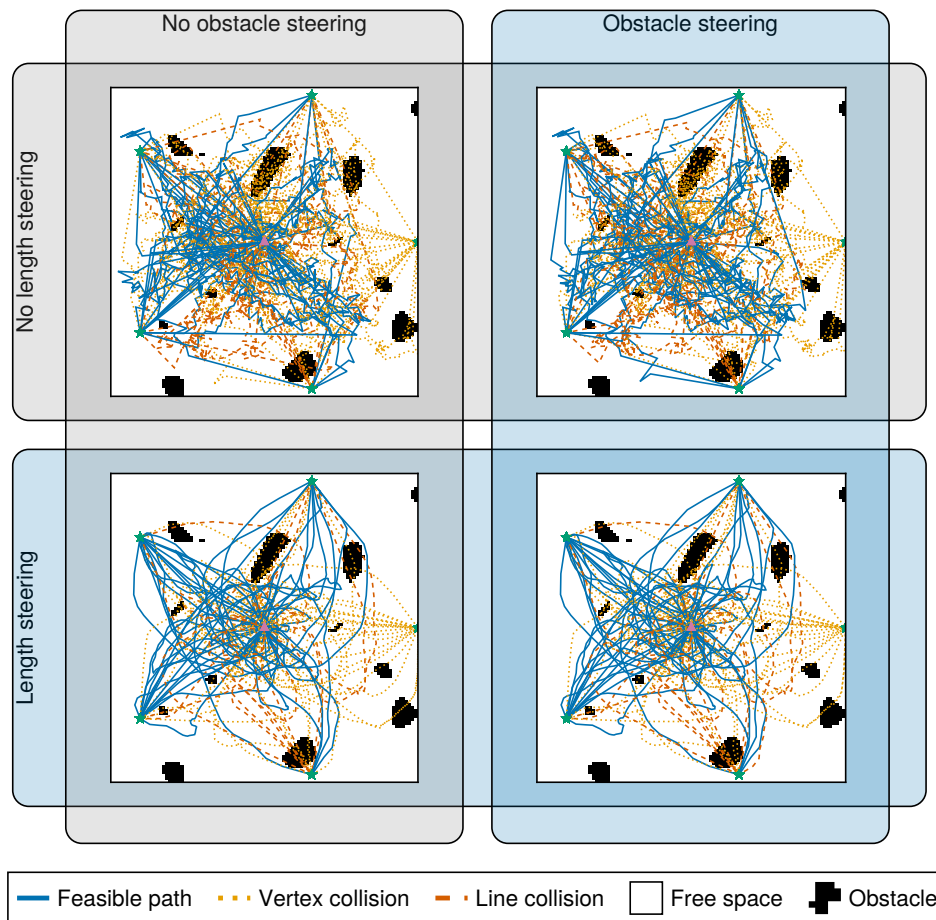 No obstacle steering
Obstacle steering
No length steering
Length steering
Feasible path
Vertex collision
Line collision
Free space
Obstacle